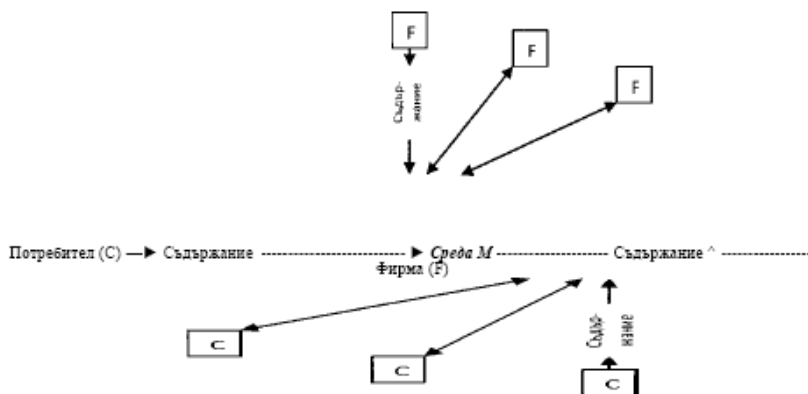 F
F
F
Съдър-
жание
Потребител (C) Съдържание Среда М Съдържание ^
Фирма (F)
Съдър-
жание
C
C
C